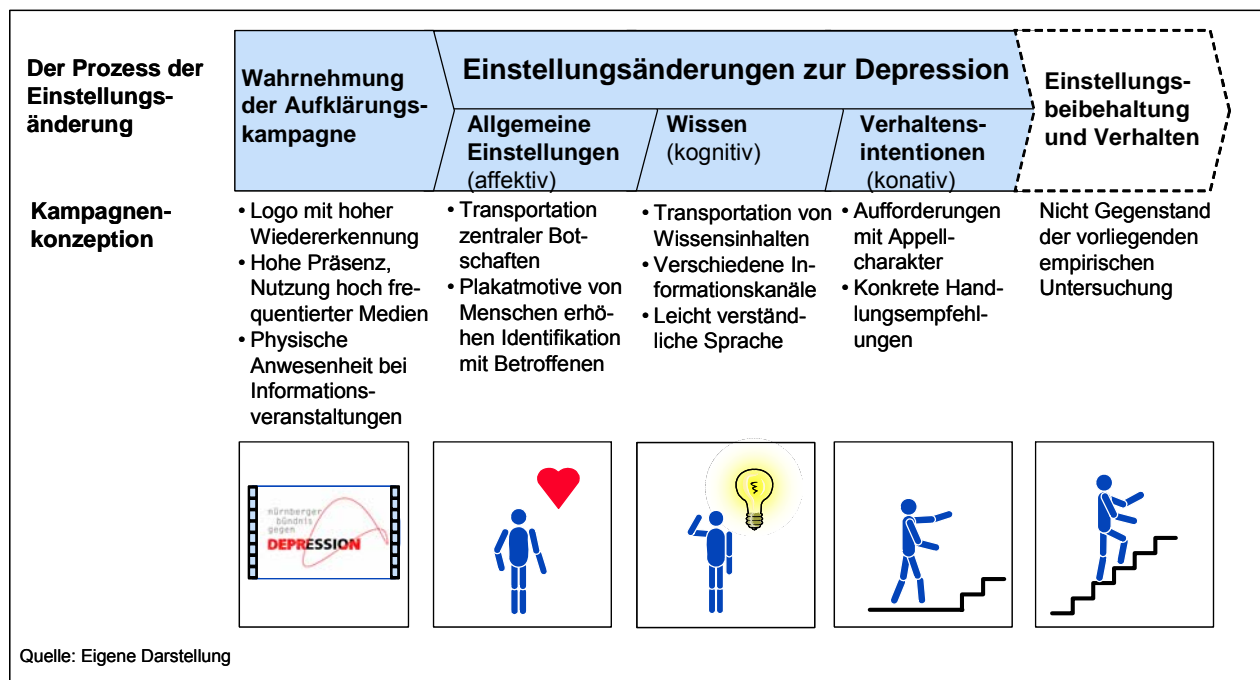 Der Prozess der
Einstellungs-
änderung
Wahrnehmung
der Aufklärungs-
kampagne
Einstellungsänderungen zur Depression
Allgemeine
Einstellungen
(affektiv)
Wissen
(kognitiv)
Verhaltens-
intentionen
(konativ)
Einstellungs-
beibehaltung
und Verhalten
Kampagnen-
konzeption
• Logo mit hoher
Wiedererkennung
• Hohe Präsenz,
Nutzung hoch fre-
quentierter Medien
• Physische
Anwesenheit bei
Informations-
veranstaltungen
• Transportation
zentraler Bot-
schaften
• Plakatmotive von
Menschen erhö-
hen Identifikation
mit Betroffenen
• Transportation von
Wissensinhalten
• Verschiedene In-
formationskanäle
• Leicht verständ-
liche Sprache
• Aufforderungen
mit Appell-
charakter
• Konkrete Hand-
lungsempfehl-
ungen
Nicht Gegenstand
der vorliegenden
empirischen
Untersuchung
nürnberger
bündnis
gegen
DEPRESSION
Quelle: Eigene Darstellung